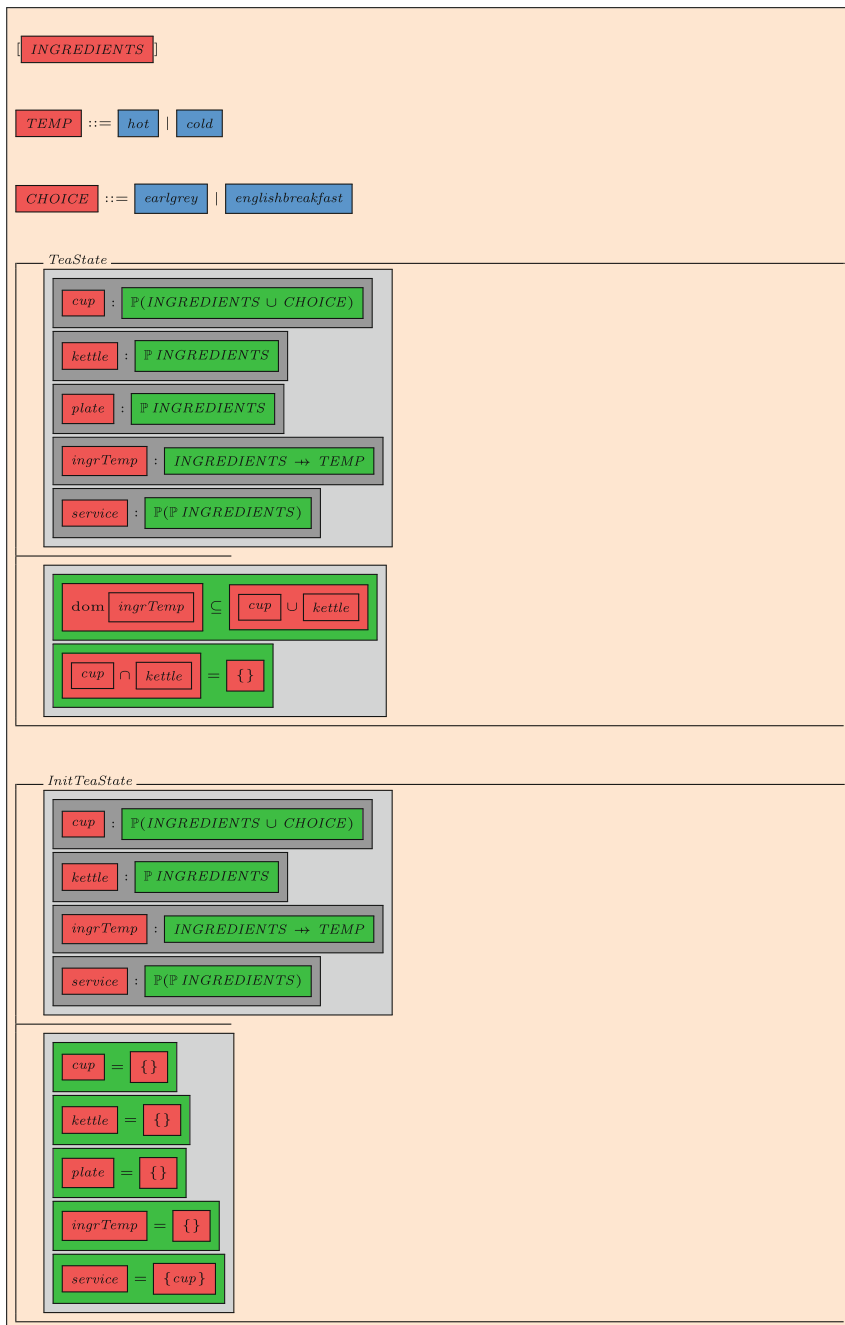 [INGREDIENTS]
TEMP ::= hot | cold
CHOICE ::= earlgrey | englishbreakfast
TeaState
cup : ℙ(INGREDIENTS ∪ CHOICE)
kettle : ℙ INGREDIENTS
plate : ℙ INGREDIENTS
ingrTemp : INGREDIENTS ⇸ TEMP
service : ℙ(ℙ INGREDIENTS)
dom ingrTemp ⊆ cup ∪ kettle
cup ∩ kettle = {}
InitTeaState
cup : ℙ(INGREDIENTS ∪ CHOICE)
kettle : ℙ INGREDIENTS
ingrTemp : INGREDIENTS ⇸ TEMP
service : ℙ(ℙ INGREDIENTS)
cup = {}
kettle = {}
plate = {}
ingrTemp = {}
service = {cup}